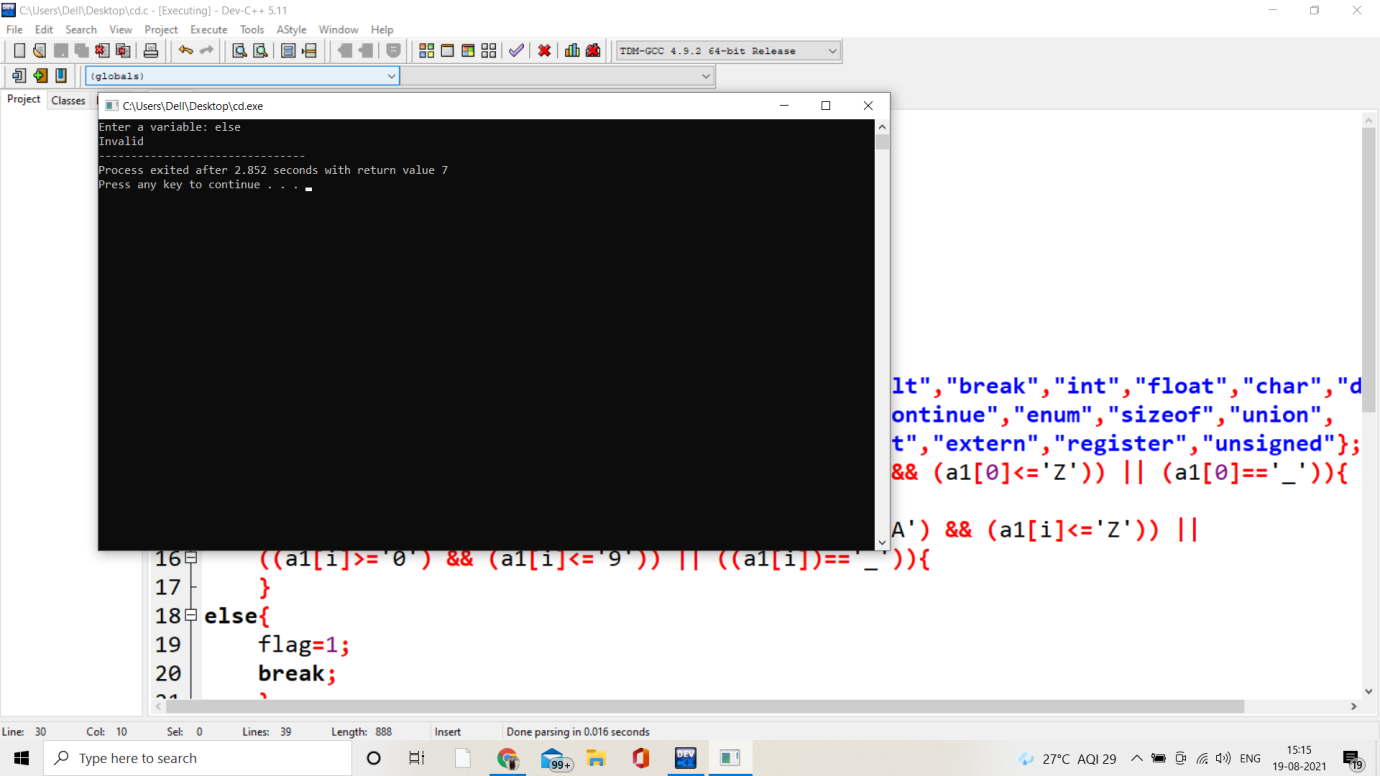 C:\Users\Dell\Desktop\cd.c - [Executing] - Dev-C++ 5.11
File Edit Search View Project Execute Tools AStyle Window Help
TDM-GCC 4.9.2 64-bit Release
(globals)
Project Classes
C:\Users\Dell\Desktop\cd.exe
Enter a variable: else
Invalid
--------------------------------
Process exited after 2.852 seconds with return value 7
Press any key to continue . . .
lt","break","int","float","char","d
ontinue","enum","sizeof","union",
t","extern","register","unsigned"};
&& (a1[0]<='Z')) || (a1[0]=='_')){
A') && (a1[i]<='Z')) ||
16 ((a1[i]>='0') && (a1[i]<='9')) || ((a1[i])=='_')){
17 }
18 else{
19 flag=1;
20 break;
Line: 30 Col: 10 Sel: 0 Lines: 39 Length: 888 Insert Done parsing in 0.016 seconds
Type here to search
99+
DEV
27°C AQI 29
ENG
15:15
19-08-2021
19